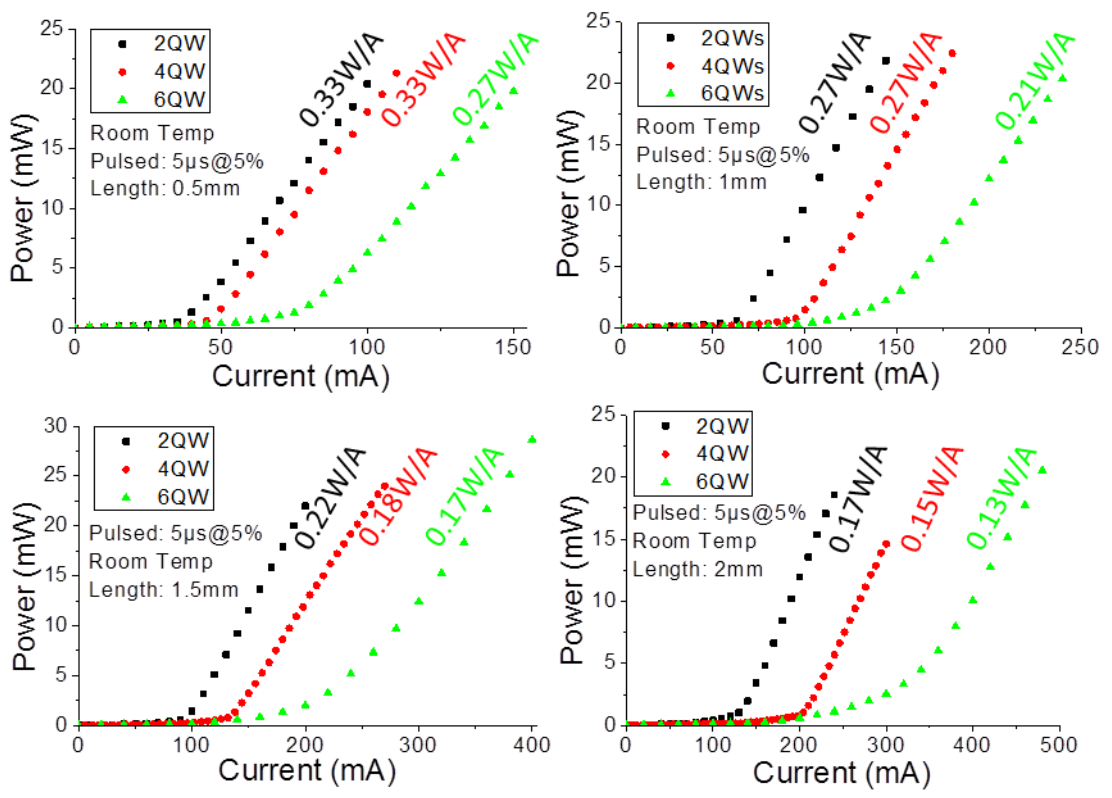 25
20
15
10
5
0
Power (mW)
2QW
4QW
6QW
Room Temp
Pulsed: 5µs@5%
Length: 0.5mm
0.33W/A
0.33W/A
0.27W/A
0
50
100
150
Current (mA)
25
20
15
10
5
0
Power (mW)
2QWs
4QWs
6QWs
Room Temp
Pulsed: 5µs@5%
Length: 1mm
0.27W/A
0.27W/A
0.21W/A
0
50
100
150
200
250
Current (mA)
30
25
20
15
10
5
0
Power (mW)
2QW
4QW
6QW
Pulsed: 5µs@5%
Room Temp
Length: 1.5mm
0.22W/A
0.18W/A
0.17W/A
0
100
200
300
400
Current (mA)
25
20
15
10
5
0
Power (mW)
2QW
4QW
6QW
Pulsed: 5µs@5%
Room Temp
Length: 2mm
0.17W/A
0.15W/A
0.13W/A
0
100
200
300
400
500
Current (mA)